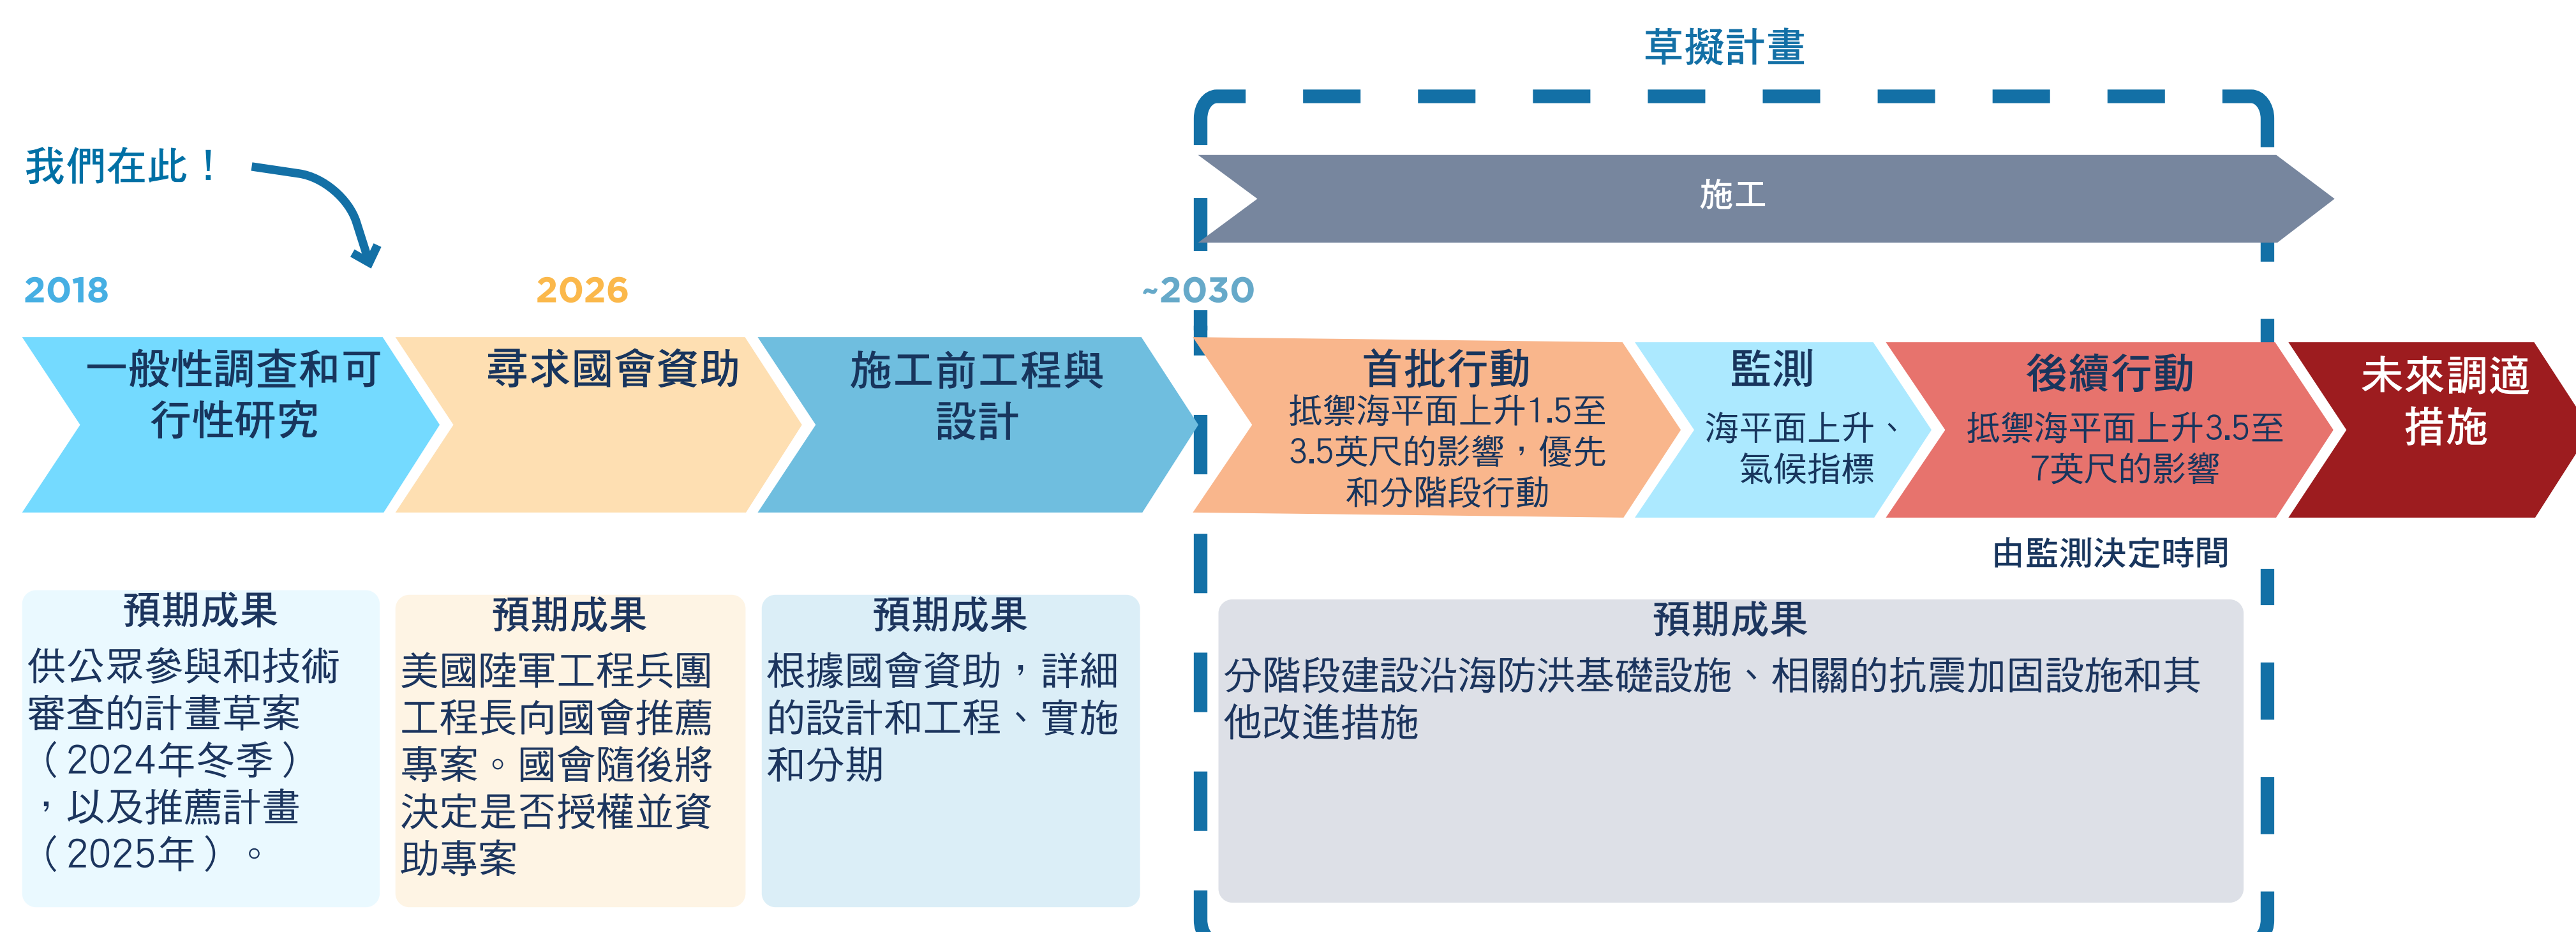 草擬計畫
我們在此！
施工
2018
2026
~2030
一般性調查和可
行性研究
尋求國會資助
施工前工程與
設計
首批行動
抵禦海平面上升1.5至
3.5英尺的影響，優先
和分階段行動
監測
海平面上升、
氣候指標
後續行動
抵禦海平面上升3.5至
7英尺的影響
未來調適
措施
由監測決定時間
預期成果
供公眾參與和技術
審查的計畫草案
（2024年冬季）
，以及推薦計畫
（2025年）。
預期成果
美國陸軍工程兵團
工程長向國會推薦
專案。國會隨後將
決定是否授權並資
助專案
預期成果
根據國會資助，詳細
的設計和工程、實施
和分期
預期成果
分階段建設沿海防洪基礎設施、相關的抗震加固設施和其
他改進措施